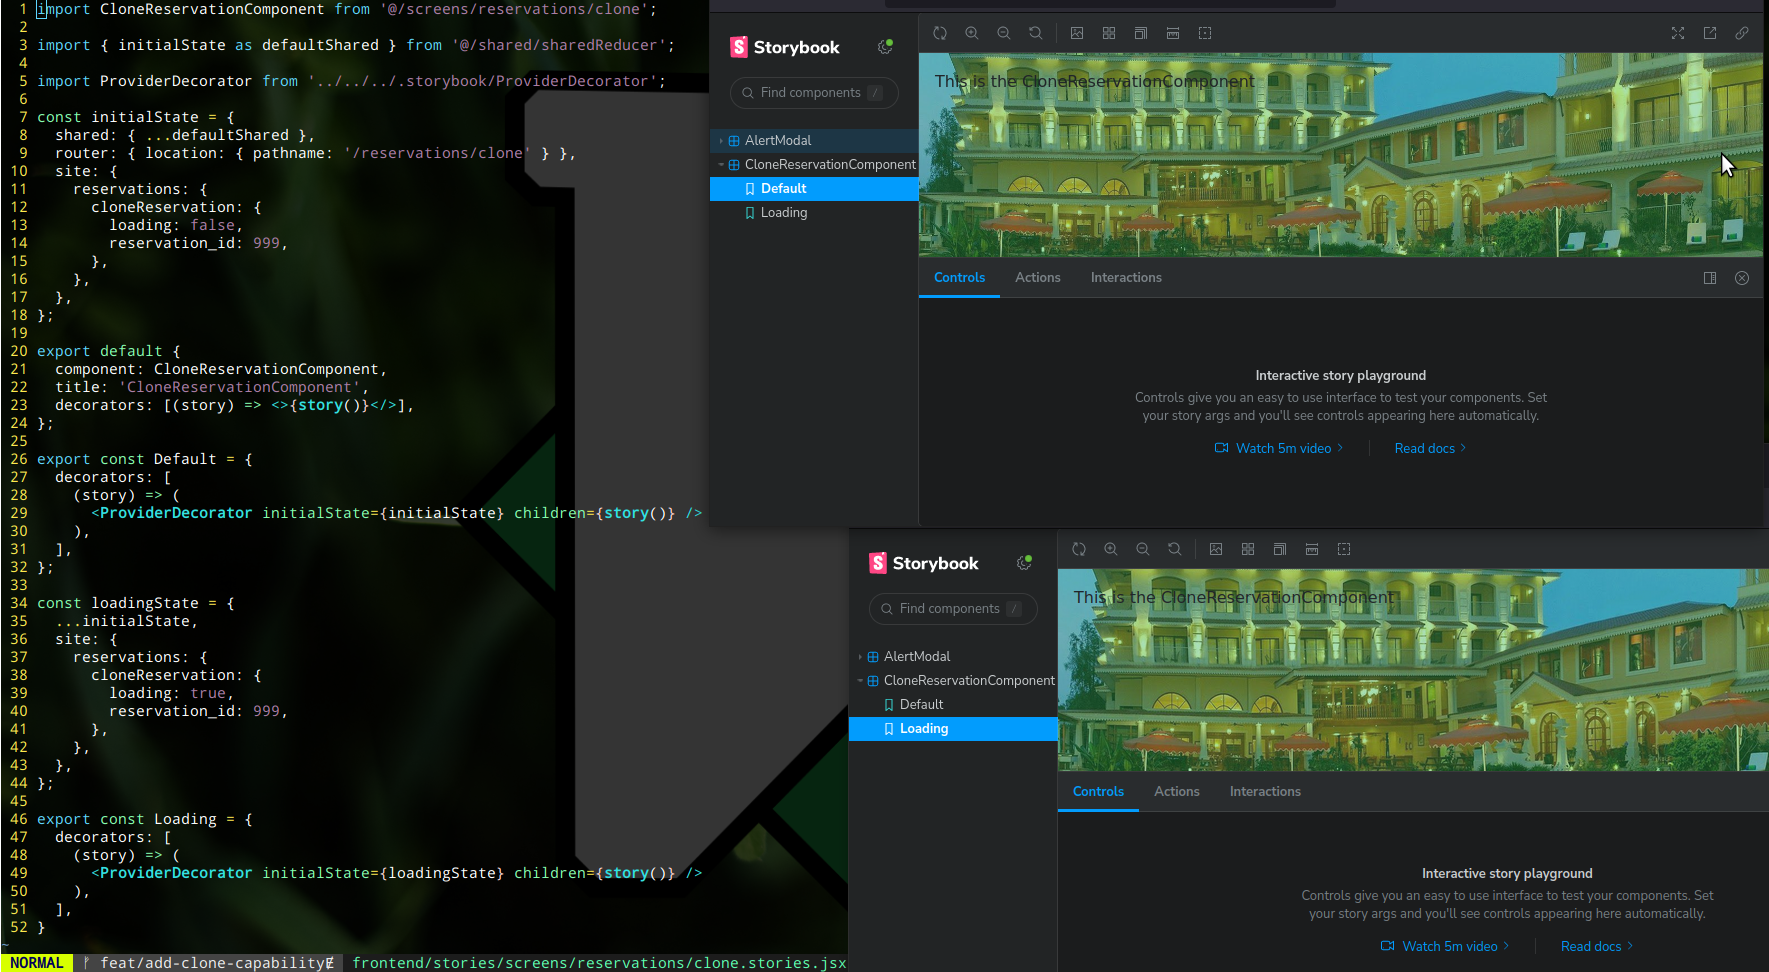 1 import CloneReservationComponent from '@/screens/reservations/clone';
2
3 import { initialState as defaultShared } from '@/shared/sharedReducer';
4
5 import ProviderDecorator from '../../../.storybook/ProviderDecorator';
6
7 const initialState = {
8   shared: { ...defaultShared },
9   router: { location: { pathname: '/reservations/clone' } },
10   site: {
11     reservations: {
12       cloneReservation: {
13         loading: false,
14         reservation_id: 999,
15       },
16     },
17   },
18 };
19
20 export default {
21   component: CloneReservationComponent,
22   title: 'CloneReservationComponent',
23   decorators: [(story) => <>{story()}</>],
24 };
25
26 export const Default = {
27   decorators: [
28     (story) => (
29       <ProviderDecorator initialState={initialState} children={story()} />
30     ),
31   ],
32 };
33
34 const loadingState = {
35   ...initialState,
36   site: {
37     reservations: {
38       cloneReservation: {
39         loading: true,
40         reservation_id: 999,
41       },
42     },
43   },
44 };
45
46 export const Loading = {
47   decorators: [
48     (story) => (
49       <ProviderDecorator initialState={loadingState} children={story()} />
50     ),
51   ],
52 }
~
NORMAL feat/add-clone-capability frontend/stories/screens/reservations/clone.stories.jsx
Storybook
Find components /
AlertModal
CloneReservationComponent
Default
Loading
This is the CloneReservationComponent
Controls Actions Interactions
Interactive story playground
Controls give you an easy to use interface to test your components. Set
your story args and you'll see controls appearing here automatically.
Watch 5m video Read docs
Storybook
Find components /
AlertModal
CloneReservationComponent
Default
Loading
This is the CloneReservationComponent
Controls Actions Interactions
Interactive story playground
Controls give you an easy to use interface to test your components. Set
your story args and you'll see controls appearing here automatically.
Watch 5m video Read docs